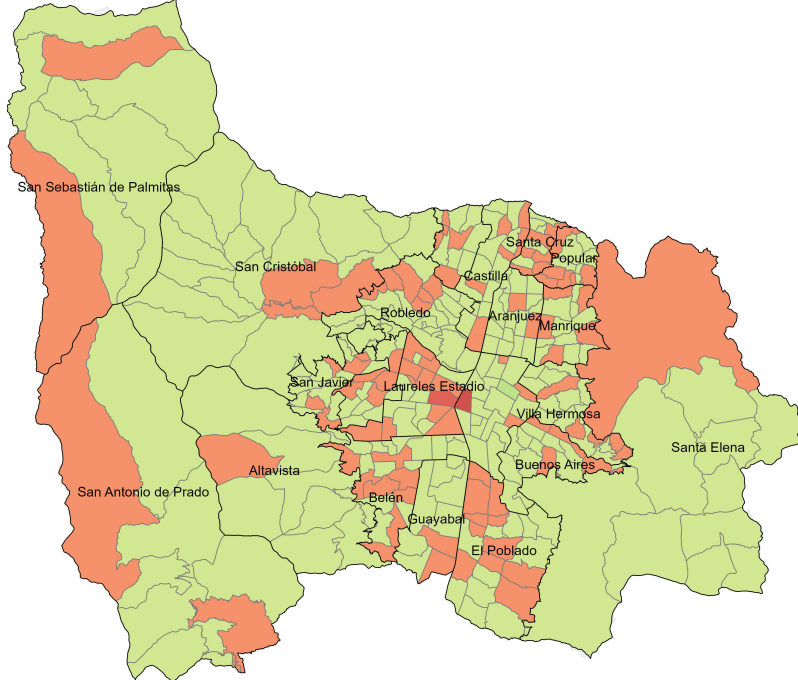 San Sebastián de Palmitas
Santa Cruz
Popular
San Cristóbal
Castilla
Robledo
Aranjuez
Manrique
San Javier
Laureles Estadio
Villa Hermosa
Santa Elena
Buenos Aires
Altavista
San Antonio de Prado
Belén
Guayabal
El Poblado